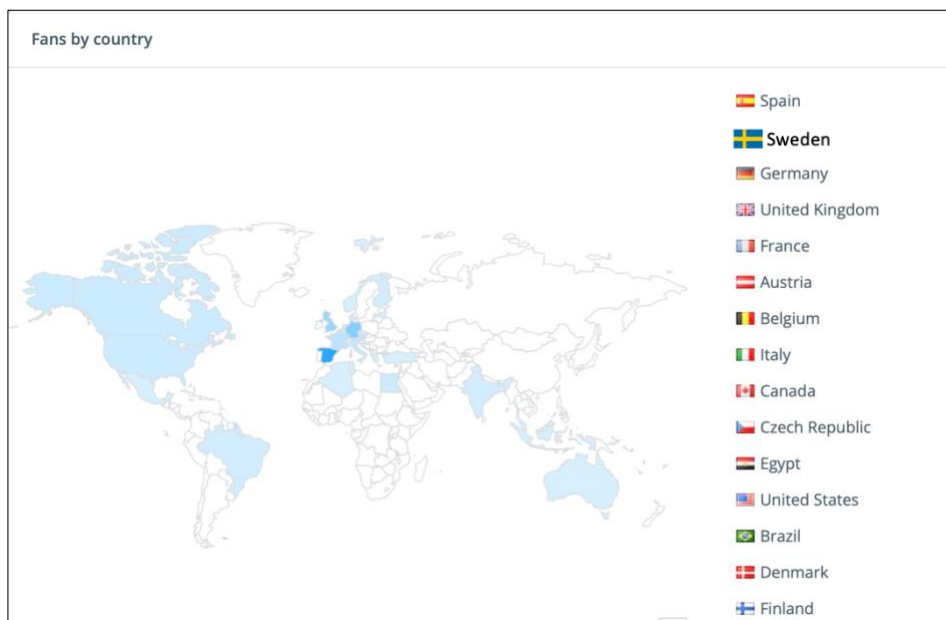 Fans by country
Spain
Sweden
Germany
United Kingdom
France
Austria
Belgium
Italy
Canada
Czech Republic
Egypt
United States
Brazil
Denmark
Finland